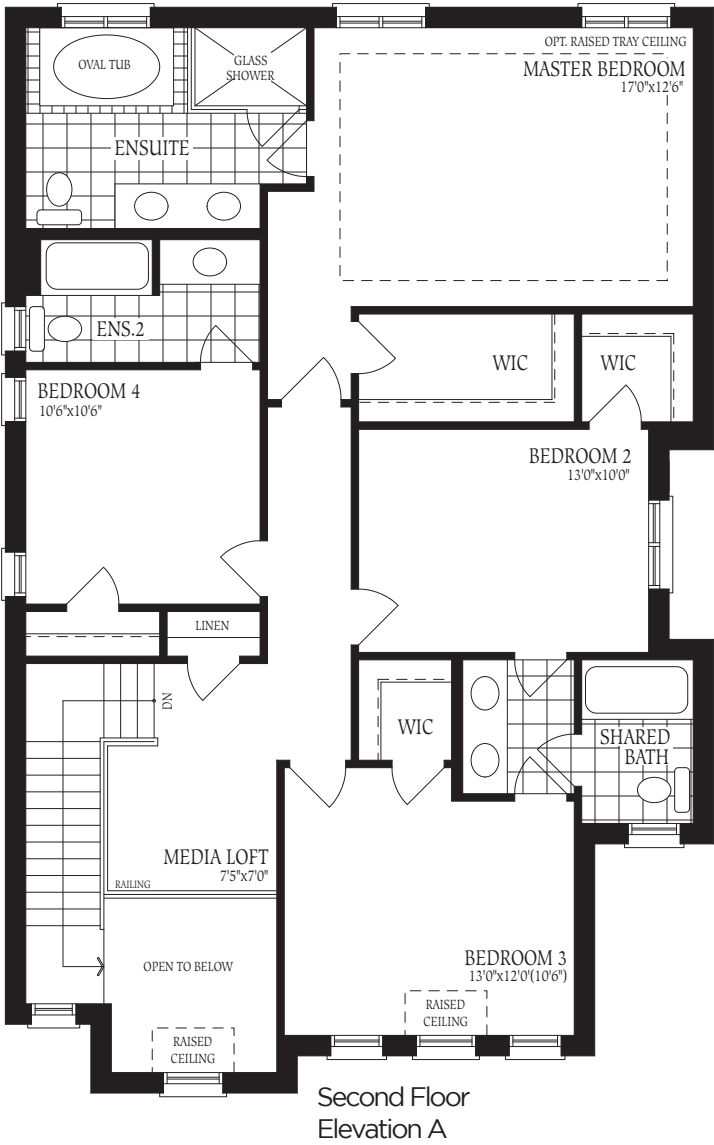 OVAL TUB
GLASS
SHOWER
OPT. RAISED TRAY CEILING
MASTER BEDROOM
17'0"x12'6"
ENSUITE
ENS.2
WIC
WIC
BEDROOM 4
10'6"x10'6"
BEDROOM 2
13'0"x10'0"
LINEN
DN
WIC
SHARED
BATH
MEDIA LOFT
7'5"x7'0"
RAILING
OPEN TO BELOW
BEDROOM 3
13'0"x12'0"(10'6")
RAISED
CEILING
RAISED
CEILING
Second Floor
Elevation A